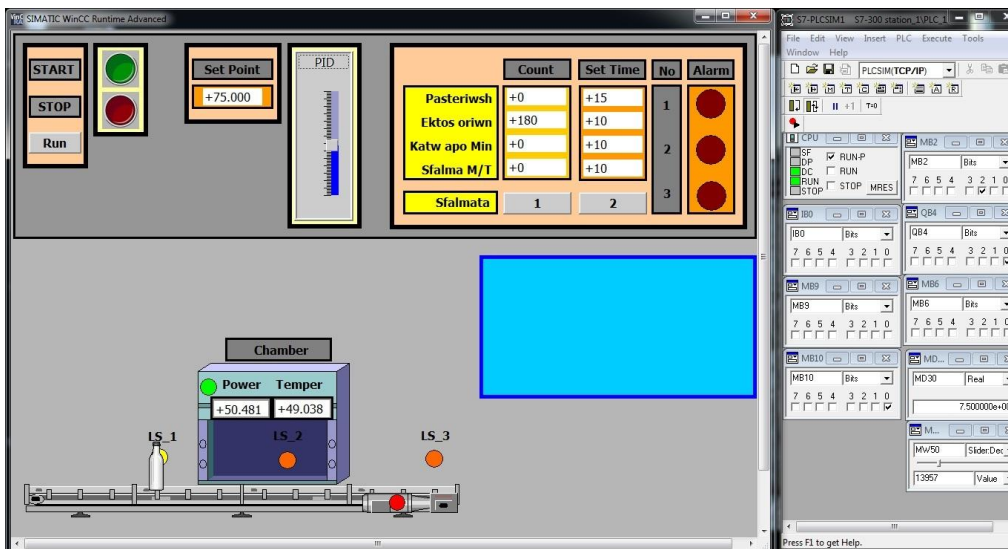 SIMATIC WinCC Runtime Advanced
START
STOP
Run
Set Point
+75.000
PID
Count Set Time No Alarm
Pasteriwsh +0 +15 1
Ektos oriwn +180 +10
Katw apo Min +0 +10 2
Sfalma M/T +0 +10
Sfalmata 1 2 3
Chamber
Power Temper
+50.481 +49.038
LS_1 LS_2 LS_3
S7-PLCSIM1 S7-300 station_1\PLC_1
File Edit View Insert PLC Execute Tools
Window Help
PLCSIM(TCP/IP)
+1 T=0
CPU
SF
DP
DC
RUN
STOP
RUN-P
RUN
STOP MRES
MB2
MB2 Bits
7 6 5 4 3 2 1 0
IB0
IB0 Bits
7 6 5 4 3 2 1 0
QB4
QB4 Bits
7 6 5 4 3 2 1 0
MB9
MB9 Bits
7 6 5 4 3 2 1 0
MB6
MB6 Bits
7 6 5 4 3 2 1 0
MB10
MB10 Bits
7 6 5 4 3 2 1 0
MD...
MD30 Real
7.500000e+00
M...
MW50 Slider:Dec
13957 Value
Press F1 to get Help.